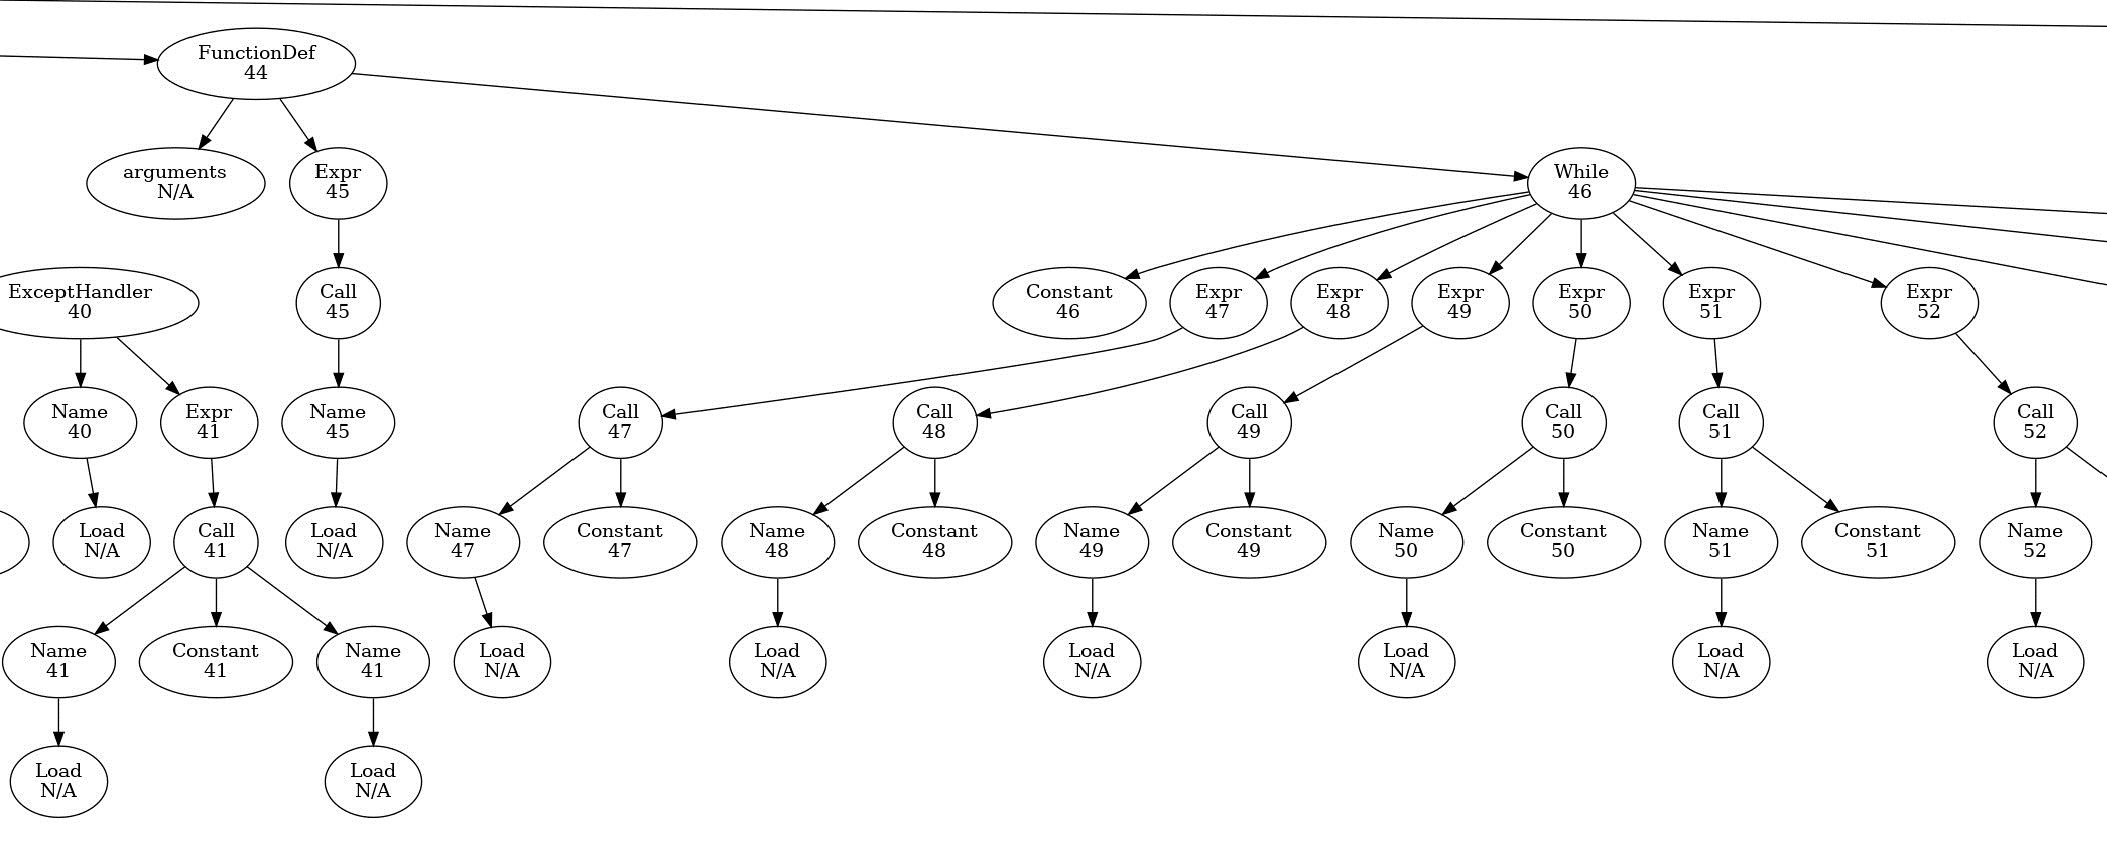 FunctionDef
44
arguments
N/A
Expr
45
While
46
ExceptHandler
40
Call
45
Constant
46
Expr
47
Expr
48
Expr
49
Expr
50
Expr
51
Expr
52
Name
40
Expr
41
Name
45
Call
47
Call
48
Call
49
Call
50
Call
51
Call
52
Load
N/A
Call
41
Load
N/A
Name
47
Constant
47
Name
48
Constant
48
Name
49
Constant
49
Name
50
Constant
50
Name
51
Constant
51
Name
52
Name
41
Constant
41
Name
41
Load
N/A
Load
N/A
Load
N/A
Load
N/A
Load
N/A
Load
N/A
Load
N/A
Load
N/A